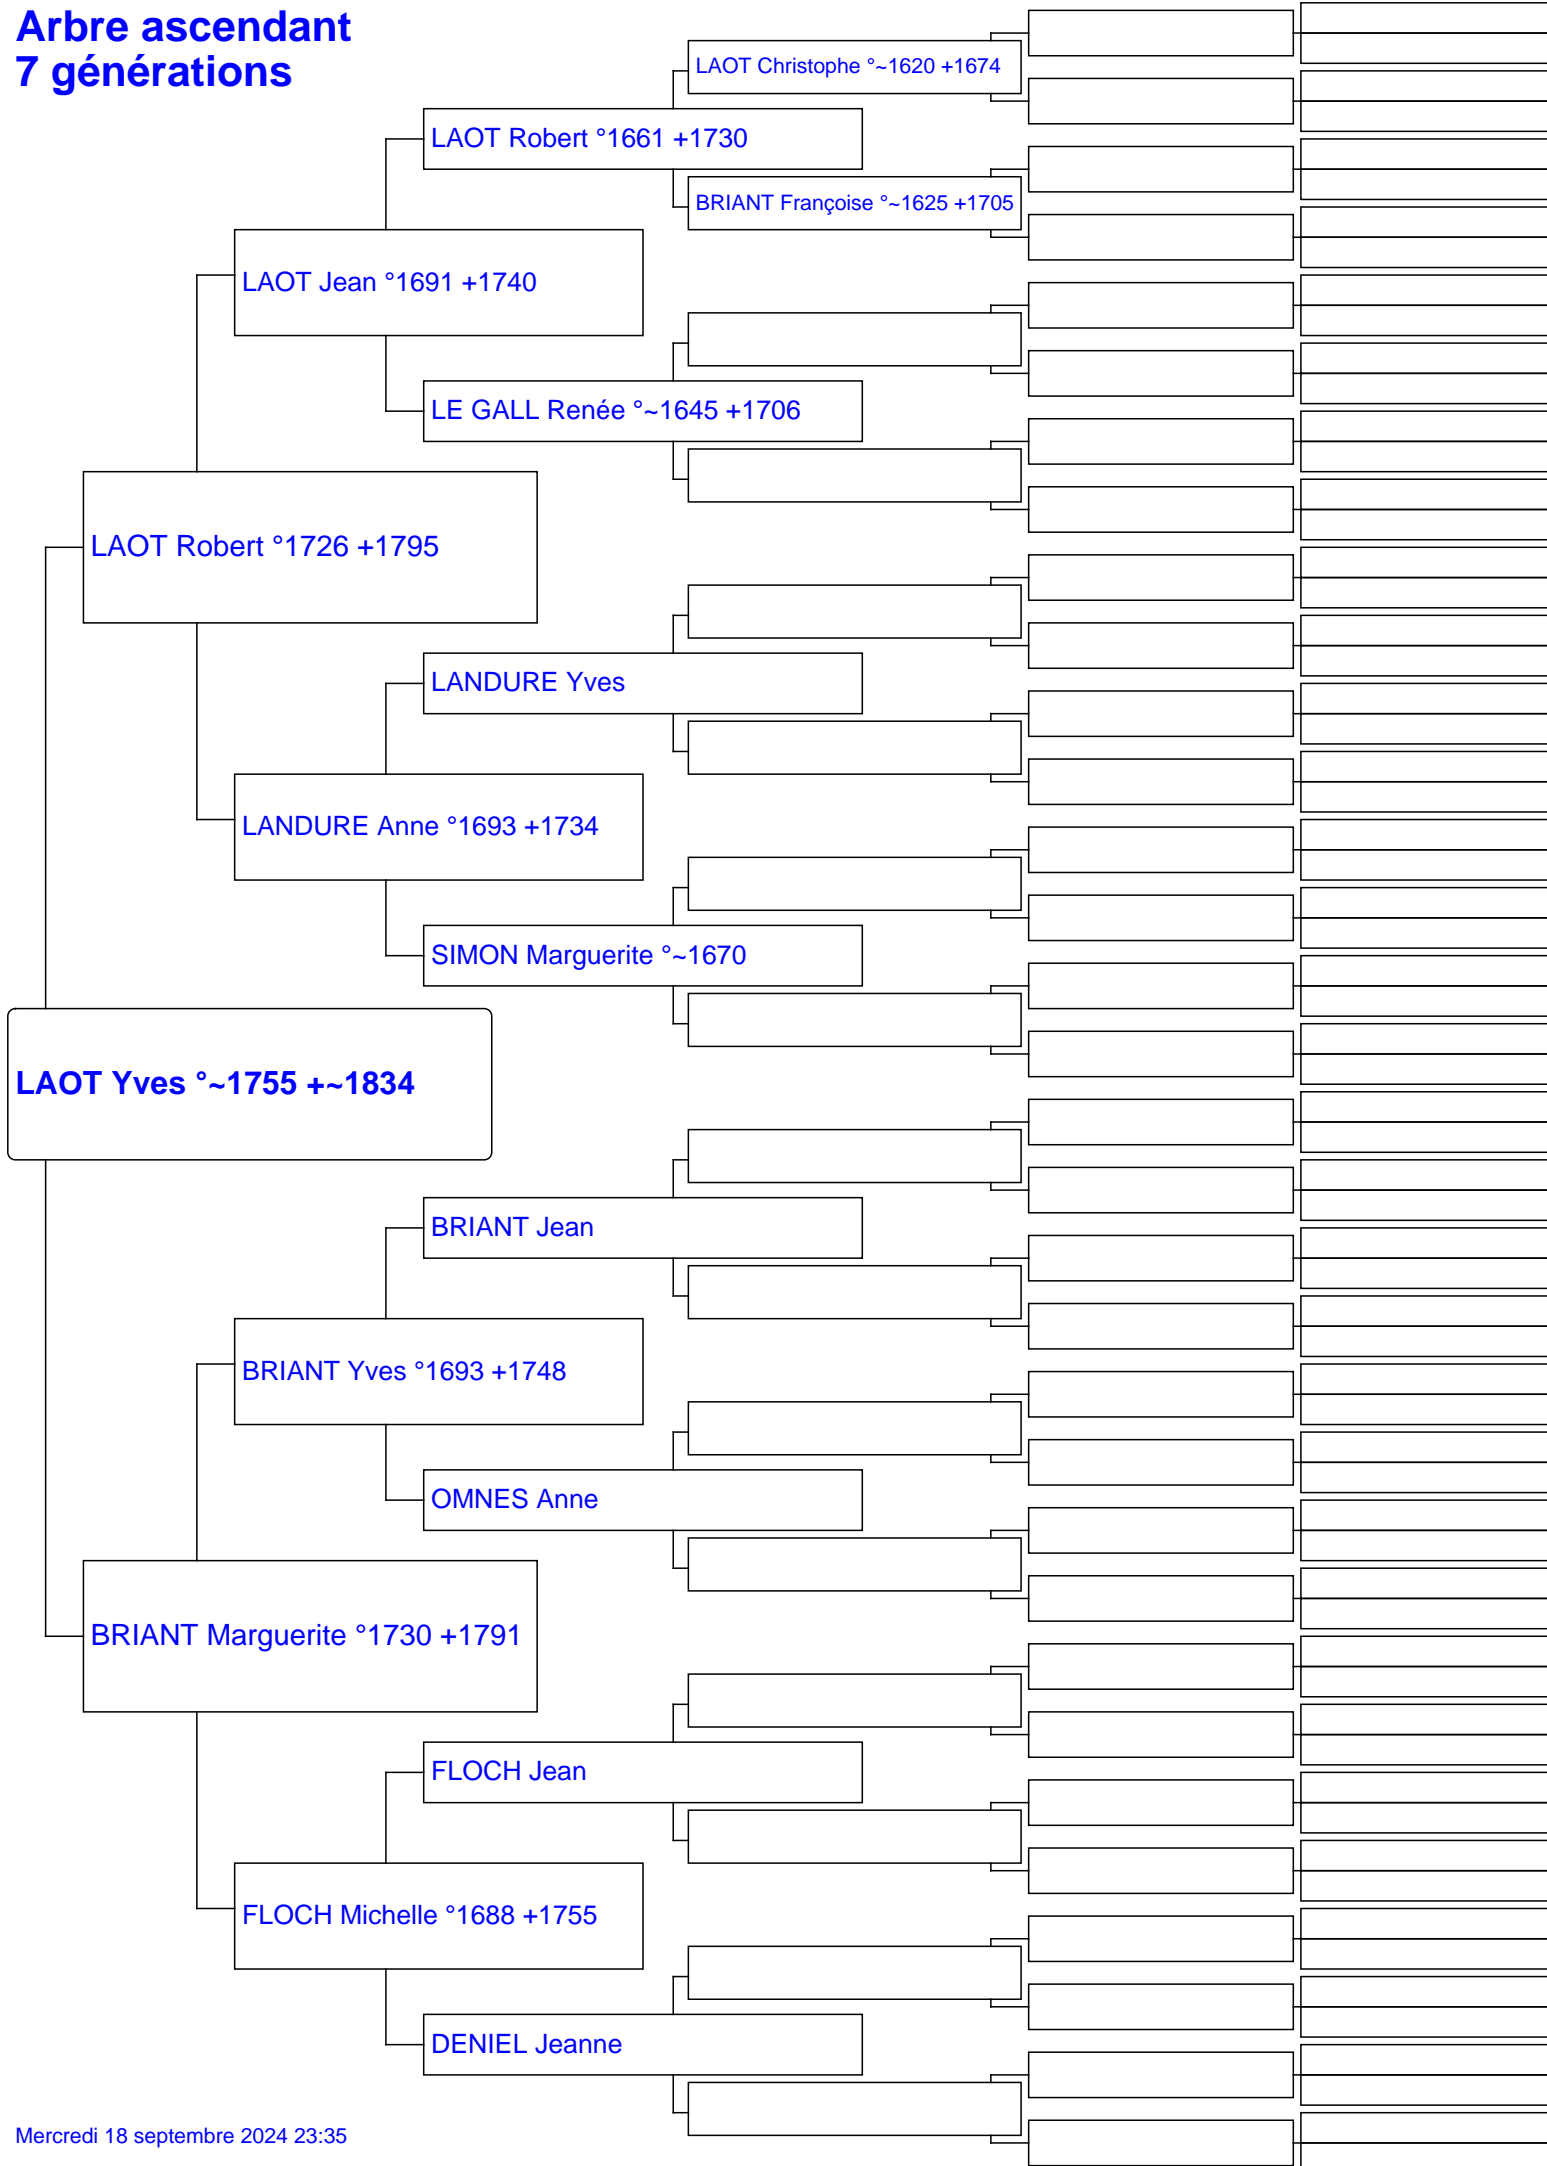 Arbre ascendant
7 générations
LAOT Christophe °~1620 +1674
LAOT Robert °1661 +1730
BRIANT Françoise °~1625 +1705
LAOT Jean °1691 +1740
LE GALL Renée °~1645 +1706
LAOT Robert °1726 +1795
LANDURE Yves
LANDURE Anne °1693 +1734
SIMON Marguerite °~1670
LAOT Yves °~1755 +~1834
BRIANT Jean
BRIANT Yves °1693 +1748
OMNES Anne
BRIANT Marguerite °1730 +1791
FLOCH Jean
FLOCH Michelle °1688 +1755
DENIEL Jeanne
Mercredi 18 septembre 2024 23:35